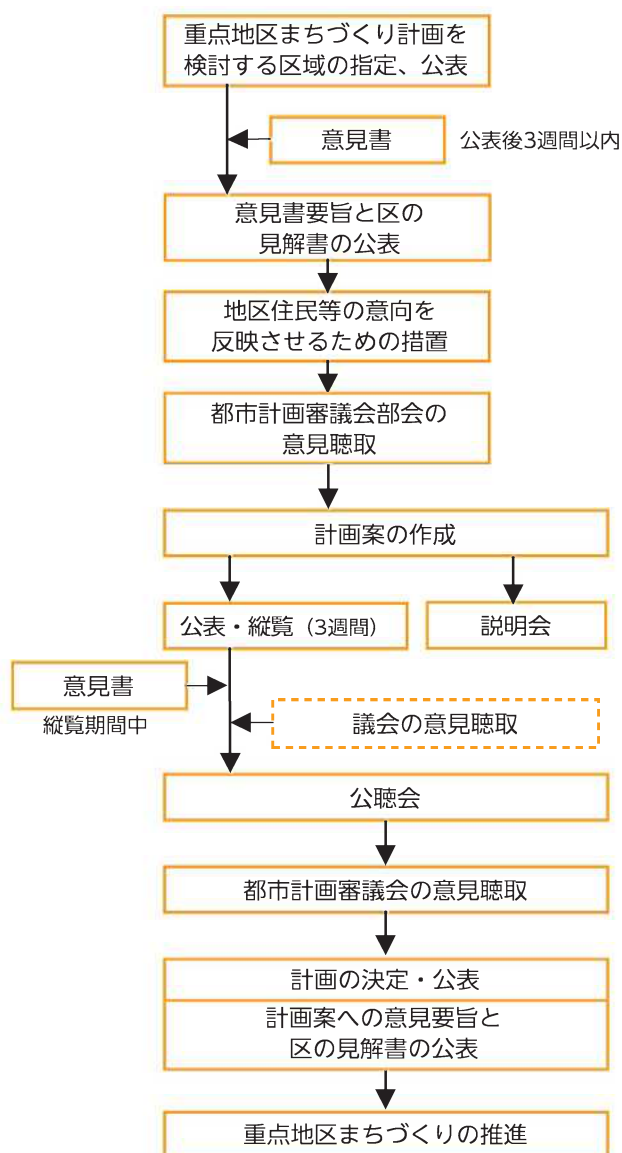 重点地区まちづくり計画を
検討する区域の指定、公表
意見書
公表後3週間以内
意見書要旨と区の
見解書の公表
地区住民等の意向を
反映させるための措置
都市計画審議会部会の
意見聴取
計画案の作成
公表・縦覧（3週間）
説明会
意見書
縦覧期間中
議会の意見聴取
公聴会
都市計画審議会の意見聴取
計画の決定・公表
計画案への意見要旨と
区の見解書の公表
重点地区まちづくりの推進